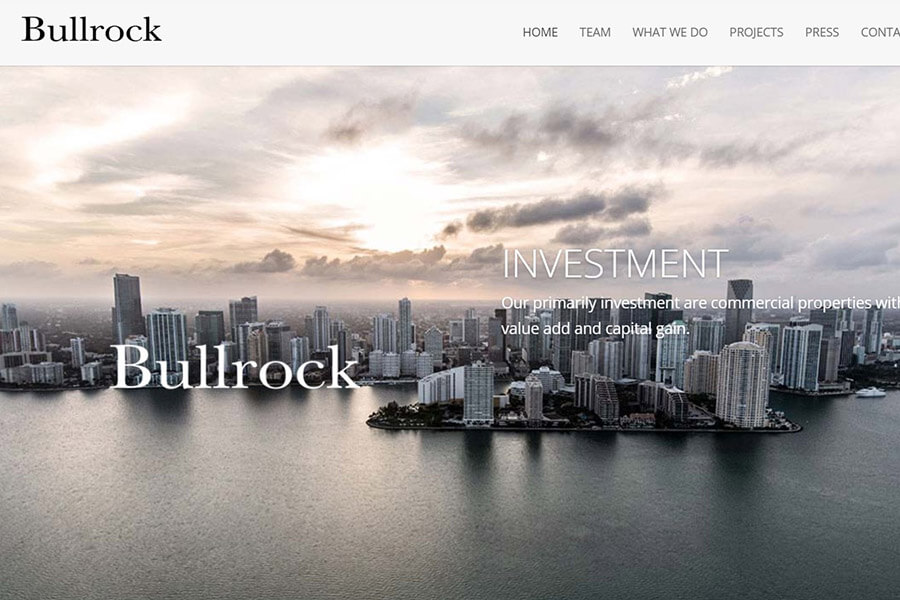 Bullrock
HOME TEAM WHAT WE DO PROJECTS PRESS CONTA
INVESTMENT
Our primarily investment are commercial properties with
value add and capital gain.
Bullrock